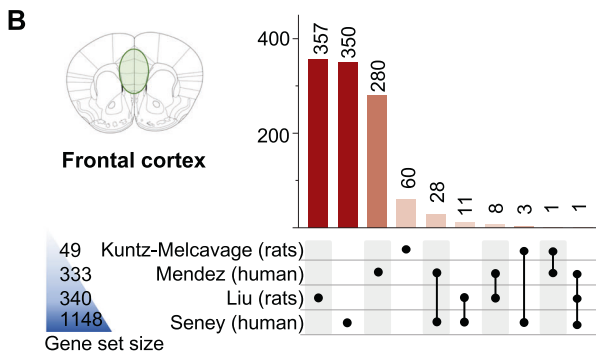 B
Frontal cortex
400
200
357
350
280
60
28
11
8
3
1
1
49 Kuntz-Melcavage (rats)
333 Mendez (human)
340 Liu (rats)
1148 Seney (human)
Gene set size